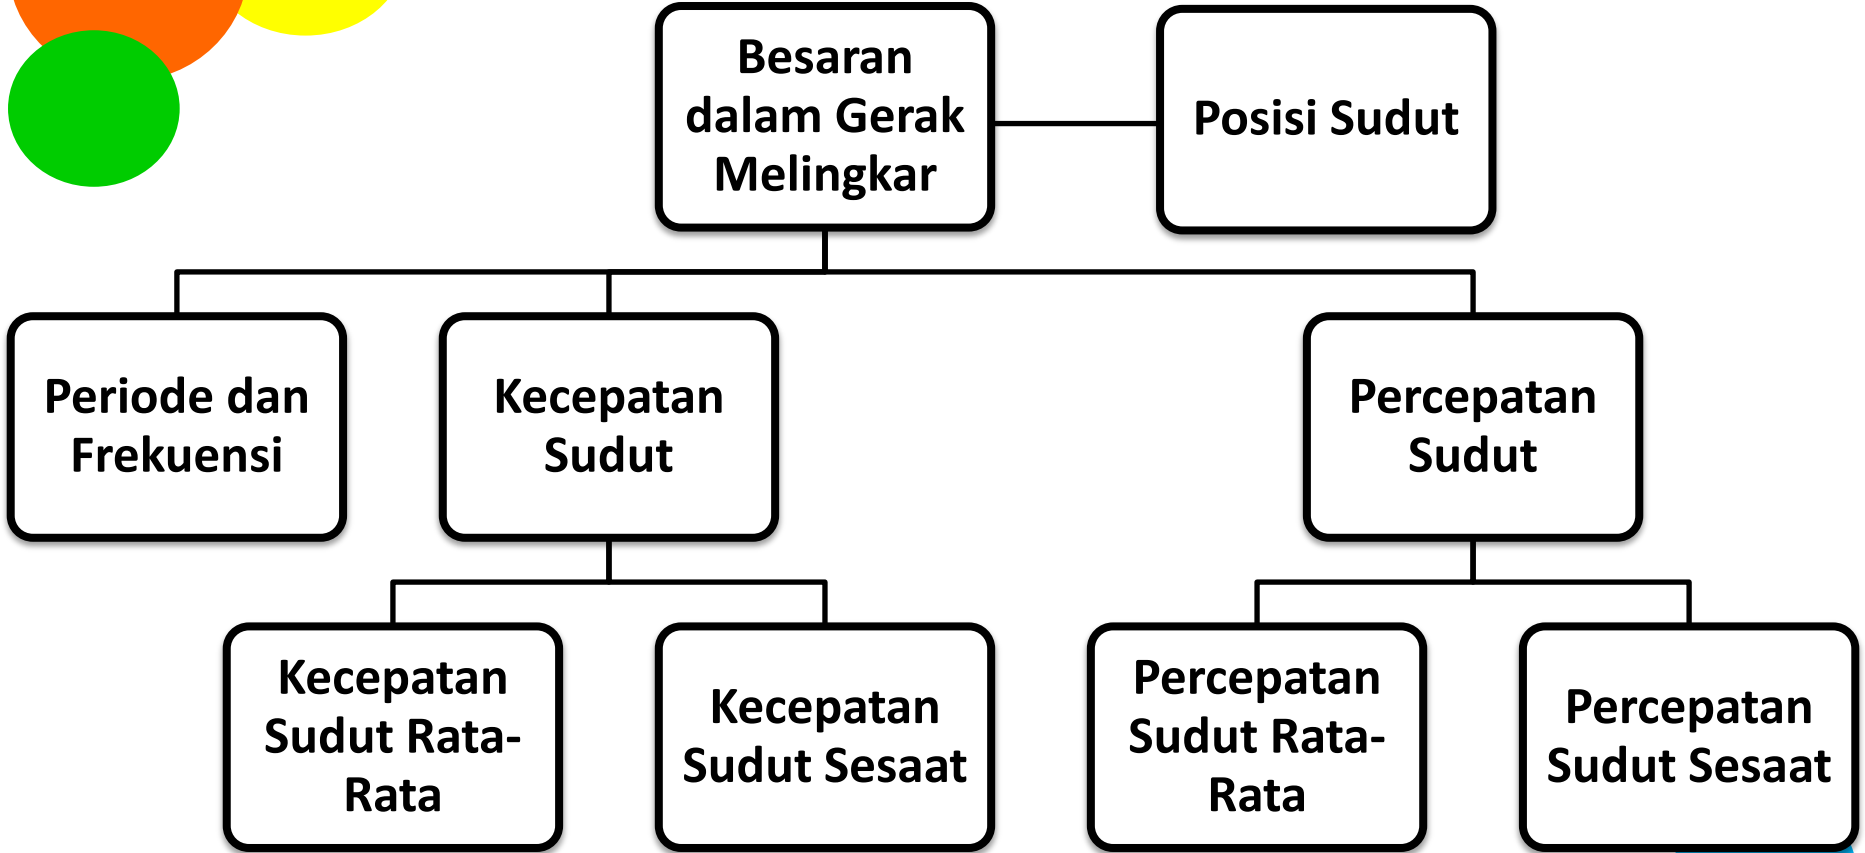 Besaran
dalam Gerak
Melingkar
Posisi Sudut
Periode dan
Frekuensi
Kecepatan
Sudut
Percepatan
Sudut
Kecepatan
Sudut Rata-
Rata
Kecepatan
Sudut Sesaat
Percepatan
Sudut Rata-
Rata
Percepatan
Sudut Sesaat